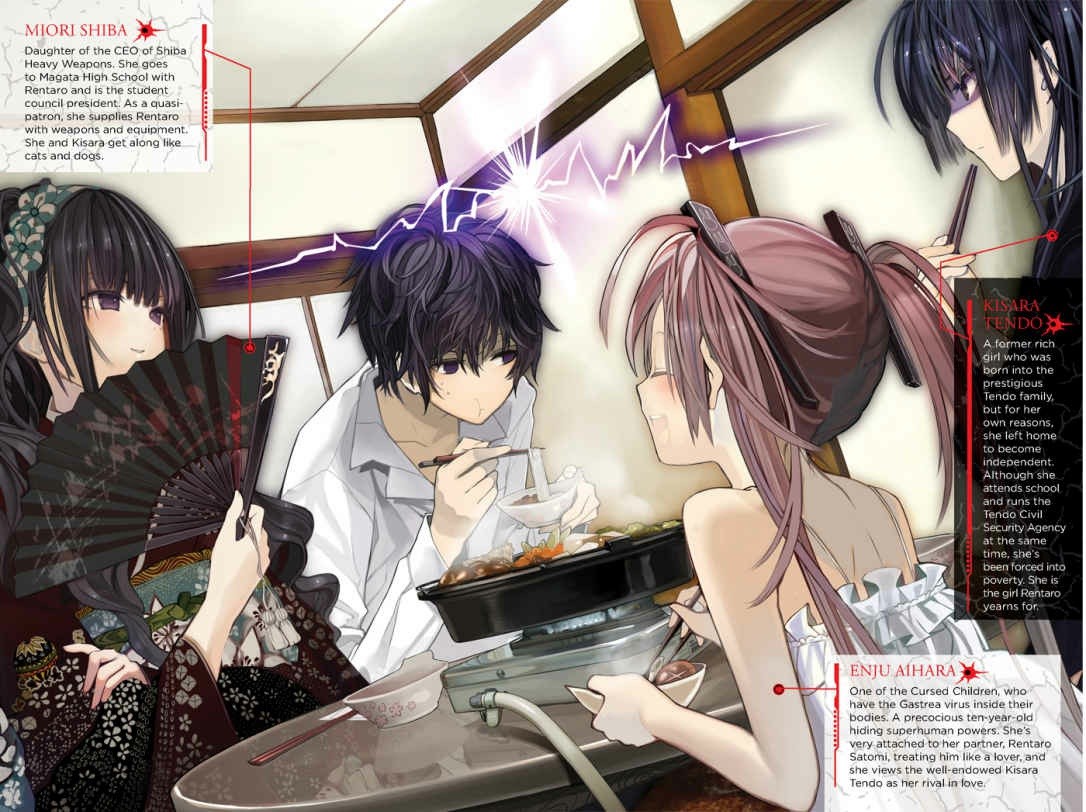 MIORI SHIBA
Daughter of the CEO of Shiba
Heavy Weapons. She goes
to Magata High School with
Rentaro and is the student
council president. As a quasi-
patron, she supplies Rentaro
with weapons and equipment.
She and Kisara get along like
cats and dogs.
KISARA
TENDO
A former rich
girl who was
born into the
prestigious
Tendo family,
but for her
own reasons,
she left home
to become
independent.
Although she
attends school
and runs the
Tendo Civil
Security Agency
at the same
time, she's
been forced into
poverty. She is
the girl Rentaro
yearns for.
ENJU AIHARA
One of the Cursed Children, who
have the Gastrea virus inside their
bodies. A precocious ten-year-old
hiding superhuman powers. She's
very attached to her partner, Rentaro
Satomi, treating him like a lover, and
she views the well-endowed Kisara
Tendo as her rival in love.